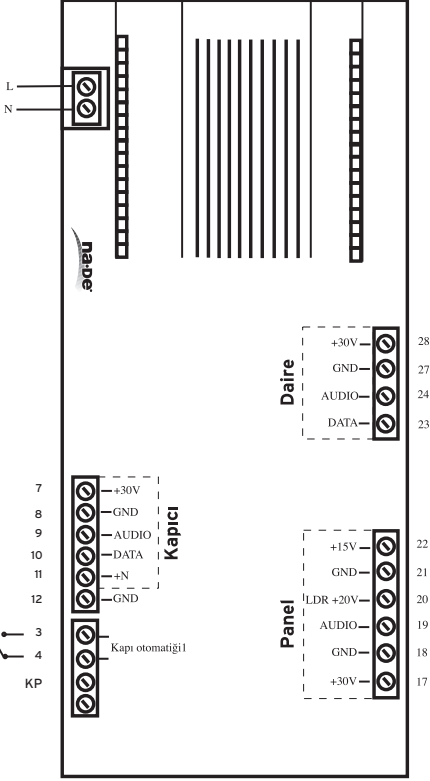 L
N
na-De
+30V 28
GND 27
AUDIO 24
DATA 23
Daire
7 +30V
8 GND
9 AUDIO
10 DATA
11 +N
12 GND
Kapıcı
3
4
Kapı otomatiği1
KP
+15V 22
GND 21
LDR +20V 20
AUDIO 19
GND 18
+30V 17
Panel